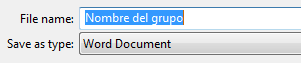 File name: Nombre del grupo
Save as type: Word Document